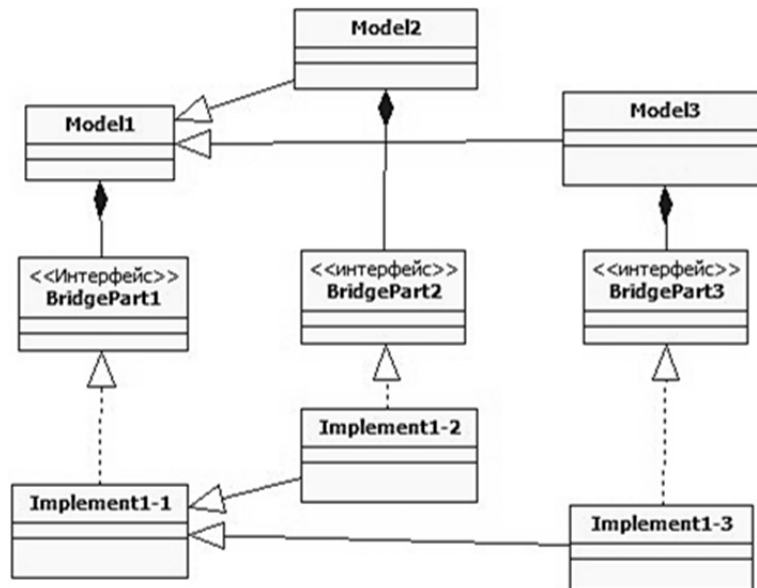 Model2
Model1
Model3
<<Интерфейс>>
BridgePart1
<<интерфейс>>
BridgePart2
<<интерфейс>>
BridgePart3
Implement1-2
Implement1-1
Implement1-3